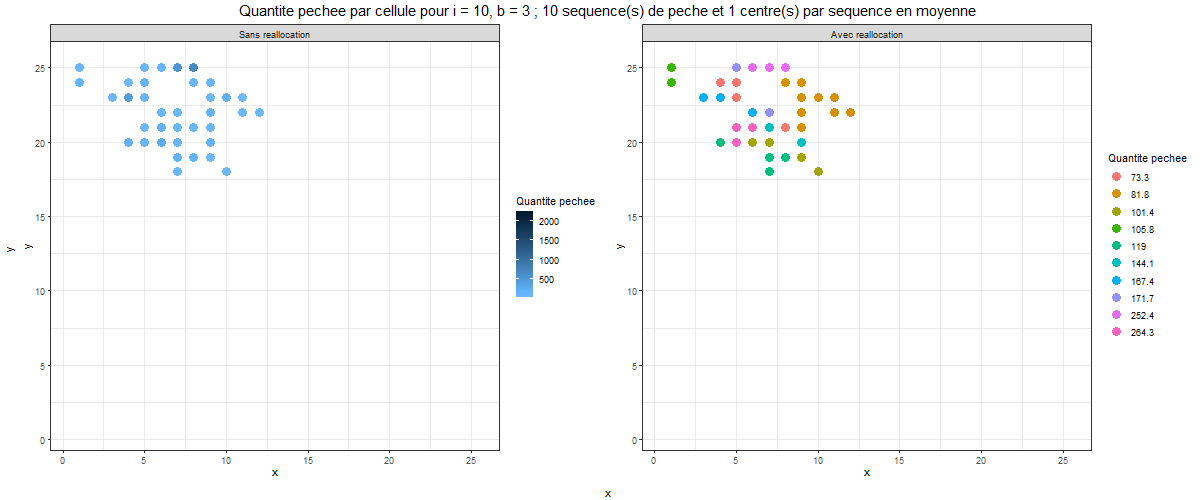 Quantite pechee par cellule pour i = 10, b = 3 ; 10 sequence(s) de peche et 1 centre(s) par sequence en moyenne
Sans reallocation
25
20
15
10
5
0
0 5 10 15 20 25
x
y
y
Quantite pechee
2000
1500
1000
500
Avec reallocation
25
20
15
10
5
0
0 5 10 15 20 25
x
y
Quantite pechee
73.3
81.8
101.4
105.8
119
144.1
167.4
171.7
252.4
264.3
x